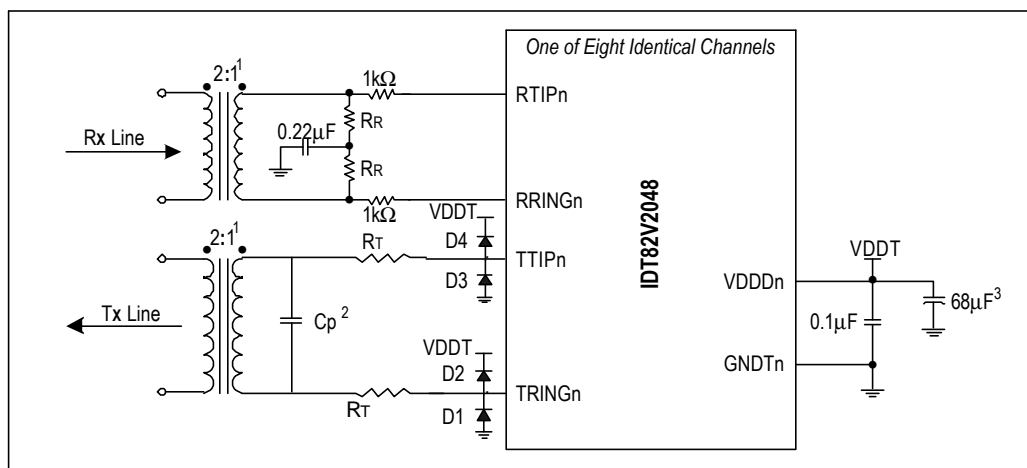 One of Eight Identical Channels
2:1¹
1kΩ
RTIPn
RR
0.22µF
Rx Line
RR
1kΩ
RRINGn
VDDT
2:1¹
RT
D4
TTIPn
D3
IDT82V2048
VDDT
VDDDn
68µF³
0.1µF
Cp ²
Tx Line
VDDT
D2
GNDTn
RT
TRINGn
D1